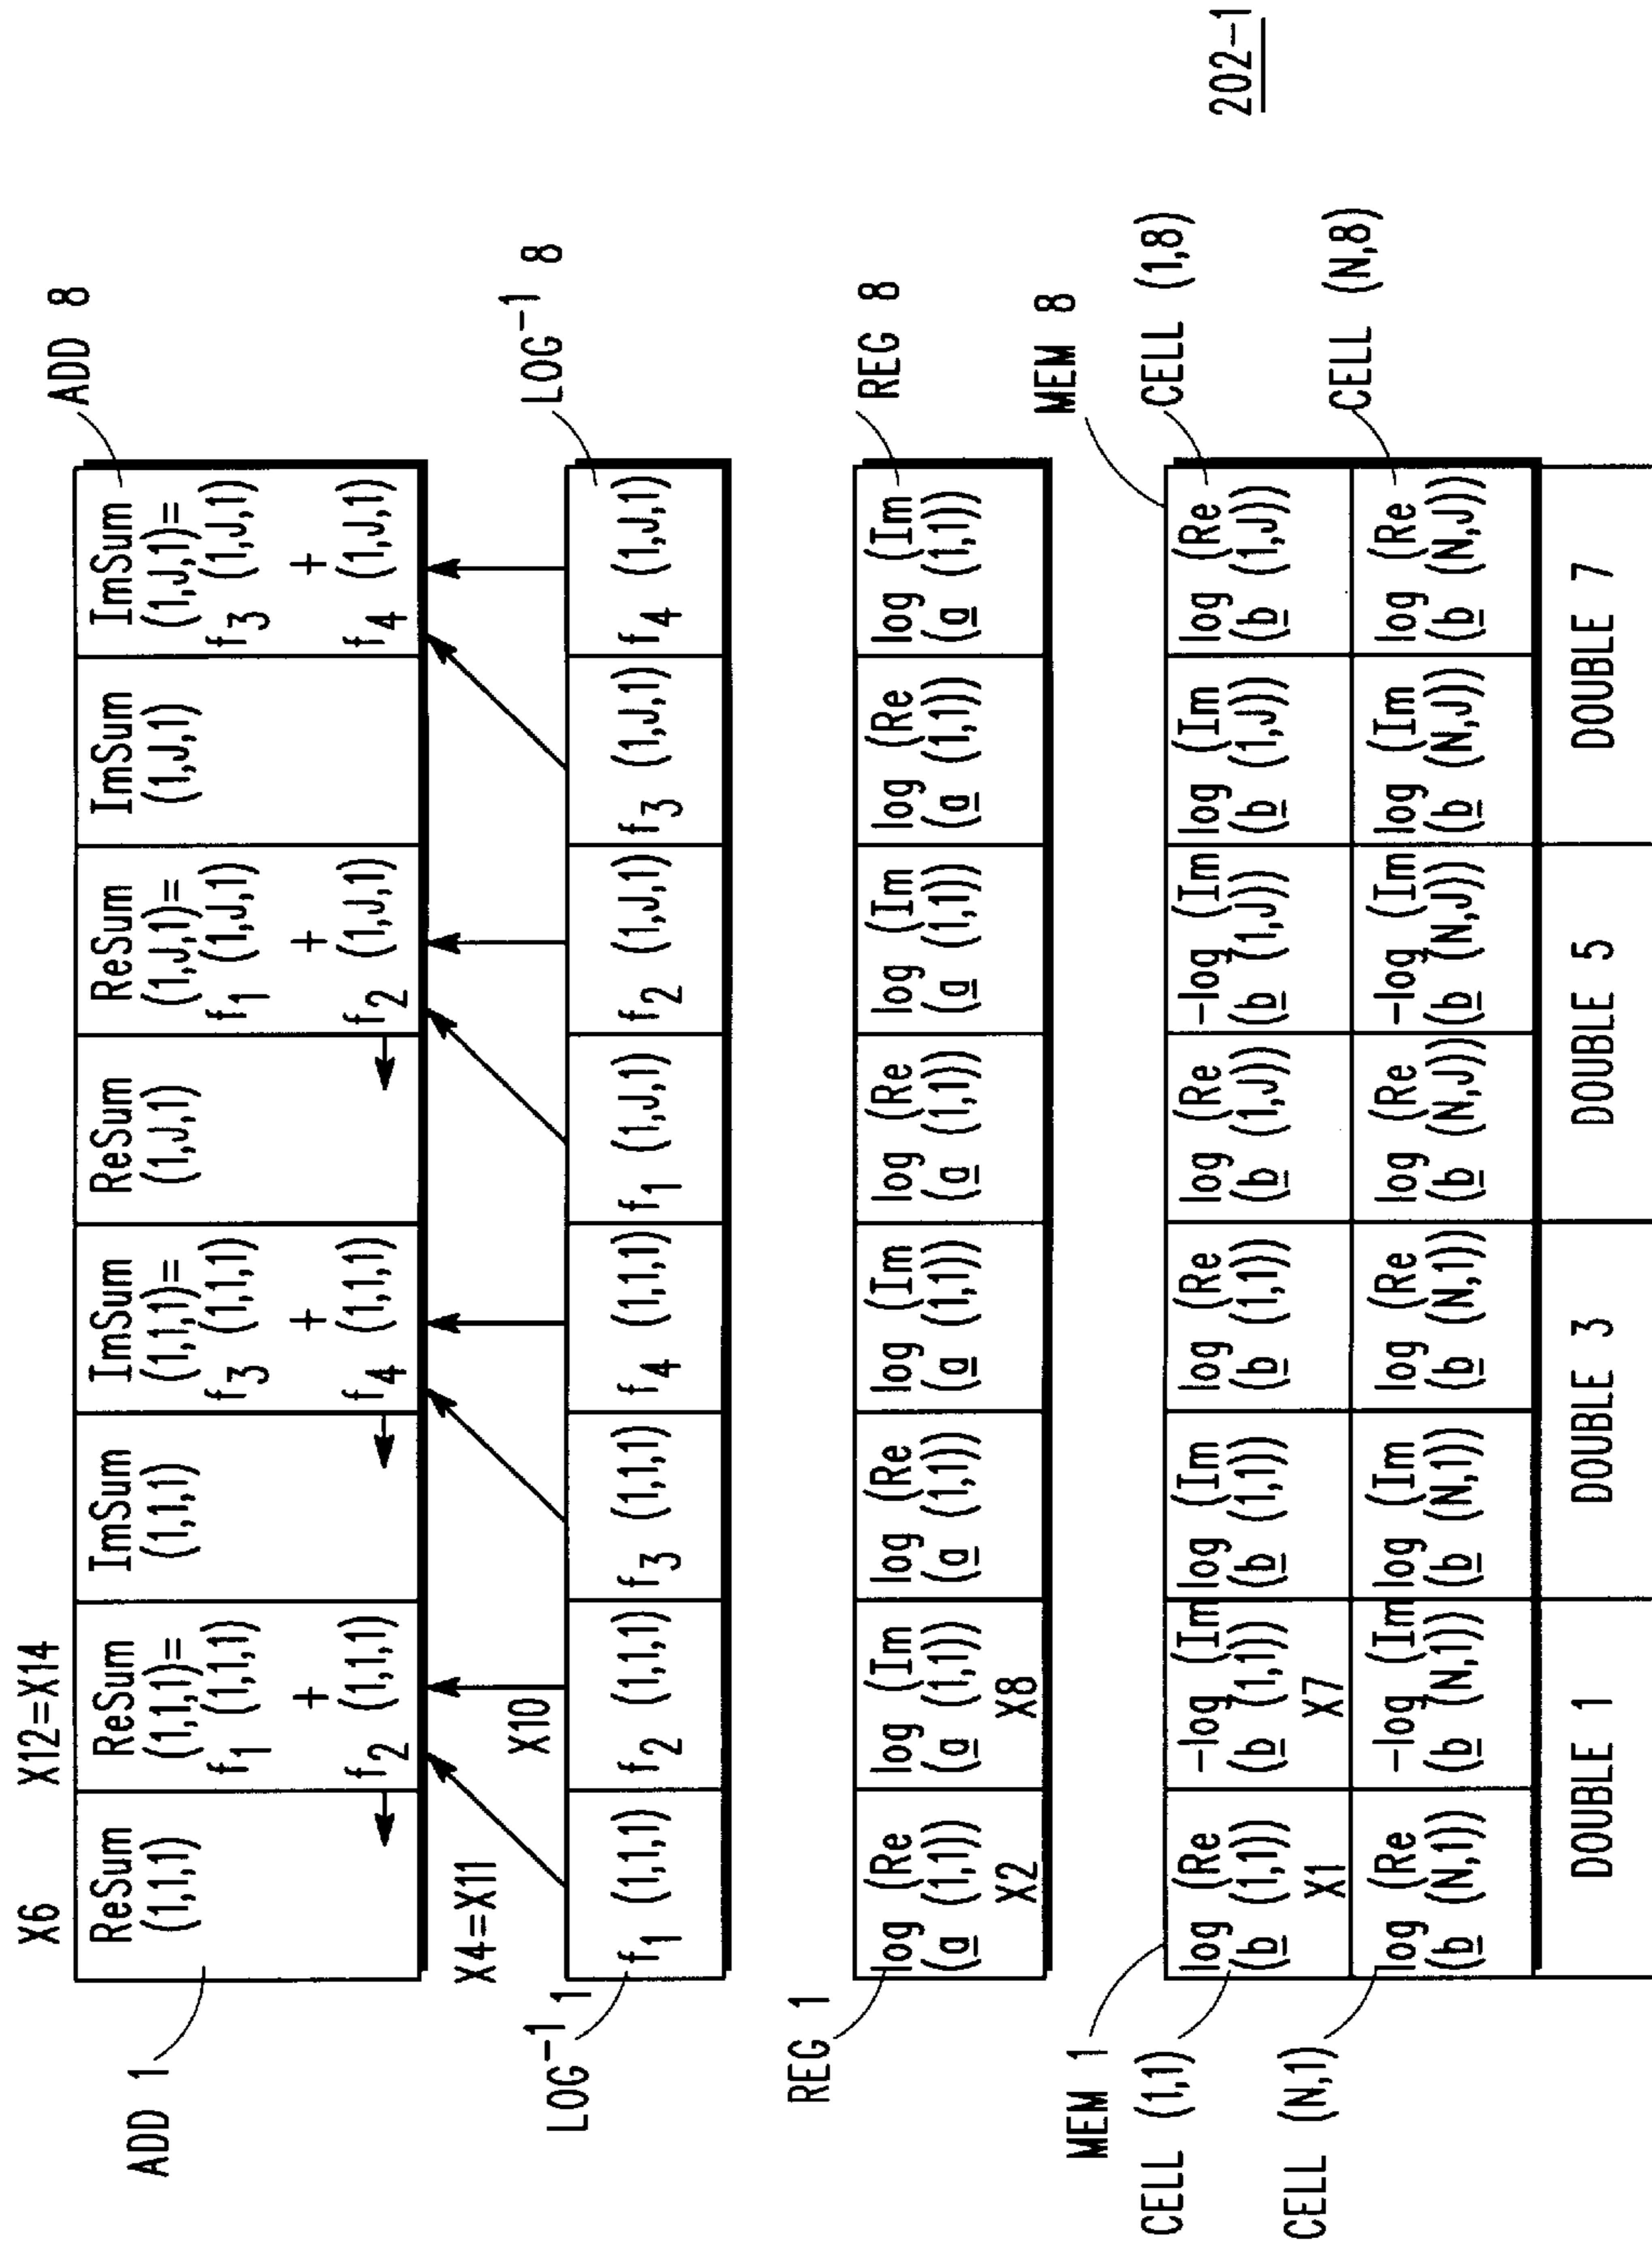 X6 X12=X14
ADD 1
ADD 8
ReSum ReSum ImSum ImSum ReSum ReSum ImSum ImSum
(1,1,1) (1,1,1)= (1,1,1) (1,1,1)= (1,J,1) (1,J,1)= (1,J,1) (1,J,1)=
f1 (1,1,1) f3 (1,1,1) f1 (1,J,1) f3 (1,J,1)
+ + + +
f2 (1,1,1) f4 (1,1,1) f2 (1,J,1) f4 (1,J,1)
X4=X11 X10
LOG-1 1
LOG-1 8
f1 (1,1,1) f2 (1,1,1) f3 (1,1,1) f4 (1,1,1) f1 (1,J,1) f2 (1,J,1) f3 (1,J,1) f4 (1,J,1)
REG 1
REG 8
log (Re log (Im log (Re log (Im log (Re log (Im log (Re log (Im
(a (1,1)) (a (1,1)) (a (1,1)) (a (1,1)) (a (1,1)) (a (1,1)) (a (1,1)) (a (1,1))
X2 X8
MEM 1
MEM 8
CELL (1,1)
CELL (1,8)
log (Re -log (Im log (Im log (Re log (Re -log (Im log (Im log (Re
(b (1,1)) (b (1,1)) (b (1,1)) (b (1,1)) (b (1,J)) (b (1,J)) (b (1,J)) (b (1,J))
X1 X7
CELL (N,1)
CELL (N,8)
log (Re -log (Im log (Im log (Re log (Re -log (Im log (Im log (Re
(b (N,1)) (b (N,1)) (b (N,1)) (b (N,1)) (b (N,J)) (b (N,J)) (b (N,J)) (b (N,J))
DOUBLE 1 DOUBLE 3 DOUBLE 5 DOUBLE 7
202-1